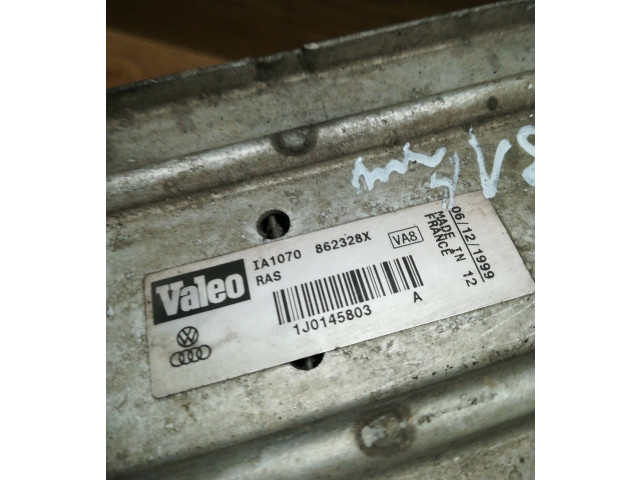 Valeo
IA1070 862328X
RAS
VA8
1J0145803 A
06/12/1999
MADE IN
FRANCE 12